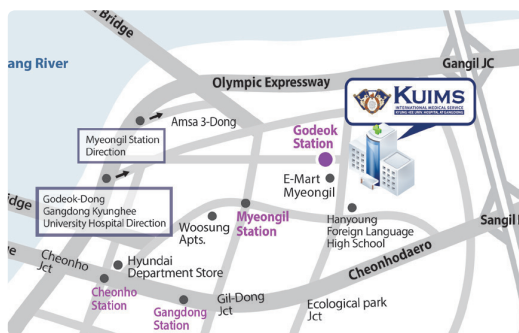 Bridge
ang River
Olympic Expressway
Gangil JC
KUIMS
INTERNATIONAL MEDICAL SERVICE
KYUNG HEE UNIV. HOSPITAL AT GANGDONG
Amsa 3-Dong
Godeok
Station
Myeongil Station
Direction
E-Mart
Myeongil
Godeok-Dong
Gangdong Kyunghee
University Hospital Direction
Bridge
Woosung
Apts.
Myeongil
Station
Hanyoung
Foreign Language
High School
Sangil
Cheonhodaero
Cheonho
Jct
Hyundai
Department Store
Cheonho
Station
Gangdong
Station
Gil-Dong
Jct
Ecological park
Jct